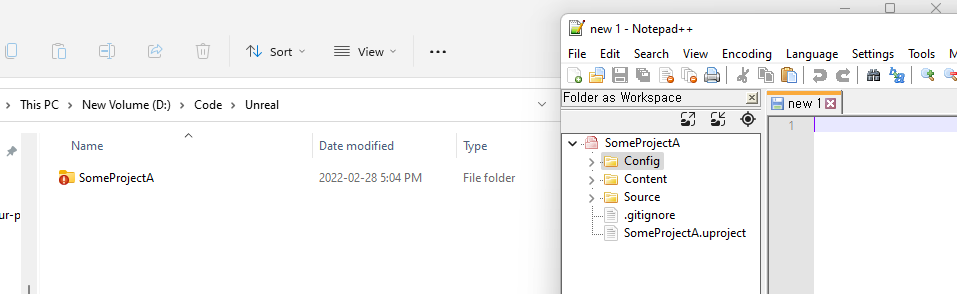 new 1 - Notepad++
Sort View ...
File Edit Search View Encoding Language Settings Tools
Folder as Workspace
new 1
This PC > New Volume (D:) > Code > Unreal
1
Name Date modified Type
SomeProjectA 2022-02-28 5:04 PM File folder
ur-p
SomeProjectA
Config
Content
Source
.gitignore
SomeProjectA.uproject